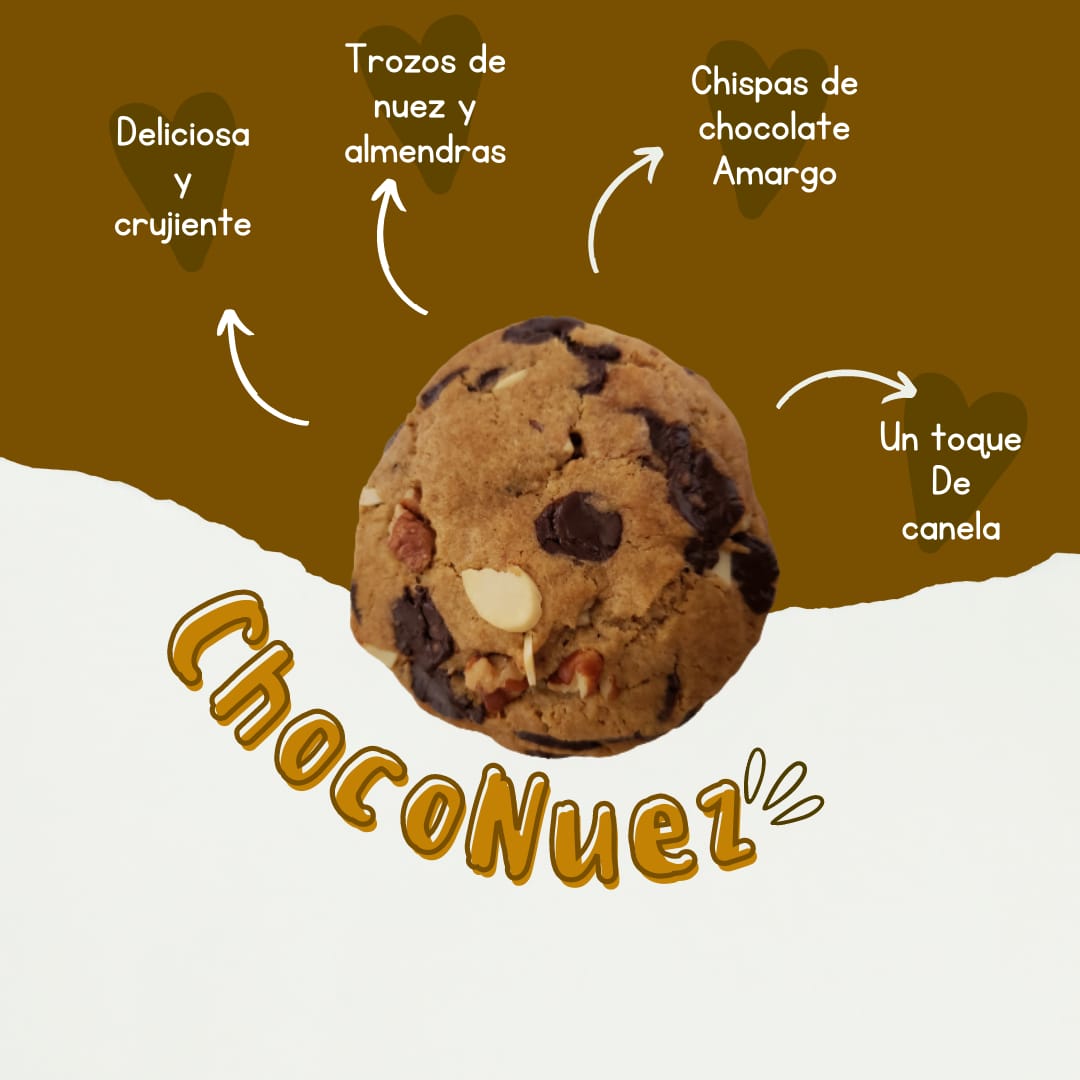 Deliciosa
y
crujiente
Trozos de
nuez y
almendras
Chispas de
chocolate
Amargo
Un toque
De
canela
ChocoNuez